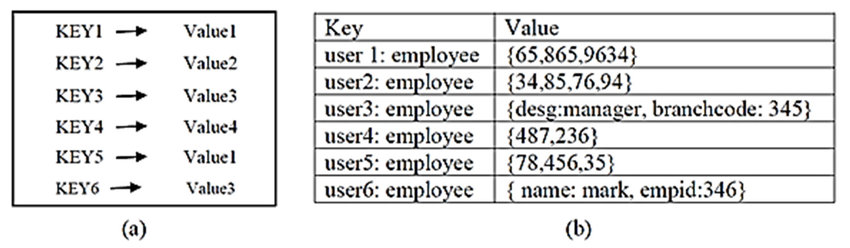 KEY1 → Value1
KEY2 → Value2
KEY3 → Value3
KEY4 → Value4
KEY5 → Value1
KEY6 → Value3
(a)
Key Value
user 1: employee {65,865,9634}
user2: employee {34,85,76,94}
user3: employee {desg:manager, branchcode: 345}
user4: employee {487,236}
user5: employee {78,456,35}
user6: employee { name: mark, empid:346}
(b)